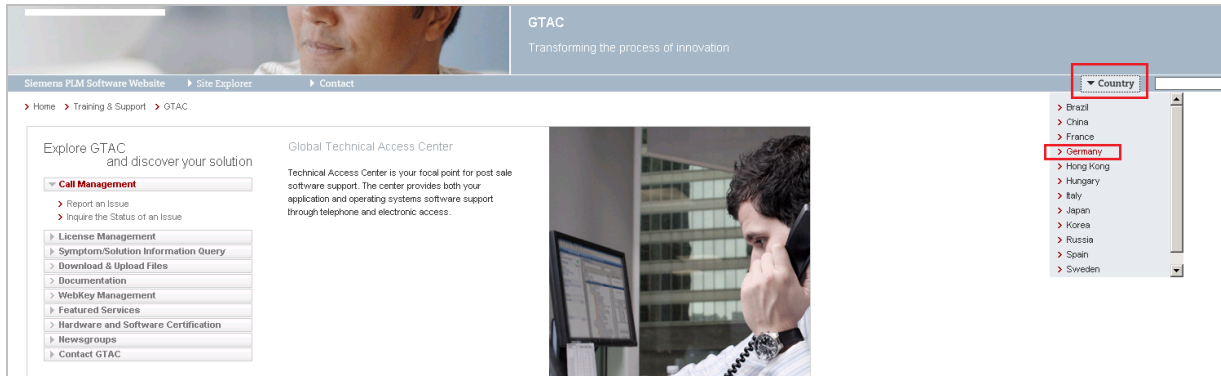 GTAC
Transforming the process of innovation
Siemens PLM Software Website Site Explorer Contact Country
Home Training & Support GTAC
Explore GTAC
and discover your solution
Call Management
Report an Issue
Inquire the Status of an Issue
License Management
Symptom/Solution Information Query
Download & Upload Files
Documentation
WebKey Management
Featured Services
Hardware and Software Certification
Newsgroups
Contact GTAC
Global Technical Access Center
Technical Access Center is your focal point for post sale
software support. The center provides both your
application and operating systems software support
through telephone and electronic access.
Brazil
China
France
Germany
Hong Kong
Hungary
Italy
Japan
Korea
Russia
Spain
Sweden